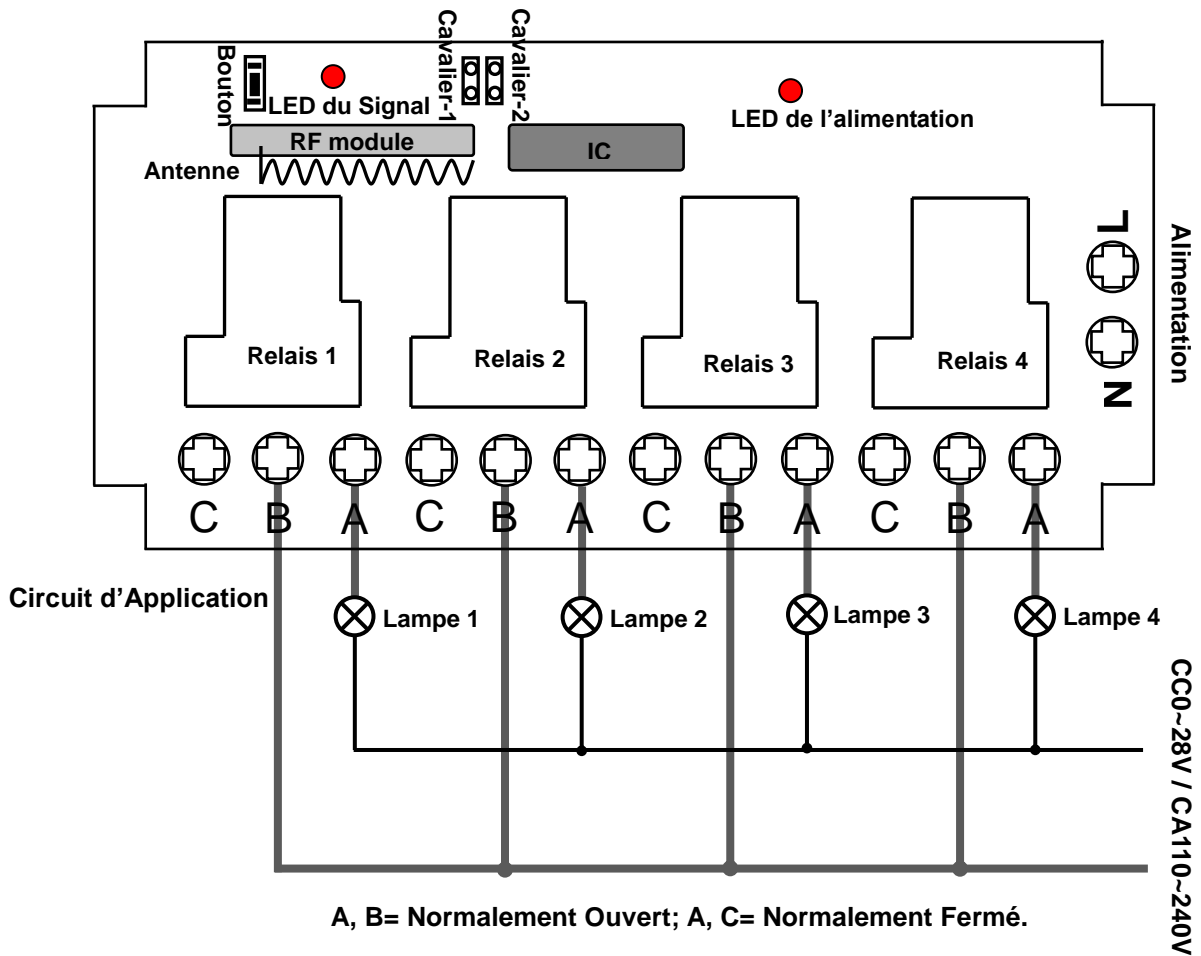 Bouton
LED du Signal
Cavalier-1
Cavalier-2
LED de l’alimentation
RF module
IC
Antenne
L
N
Alimentation
Relais 1
Relais 2
Relais 3
Relais 4
C B A C B A C B A C B A
Circuit d’Application
Lampe 1
Lampe 2
Lampe 3
Lampe 4
CC0~28V / CA110~240V
A, B= Normalement Ouvert; A, C= Normalement Fermé.